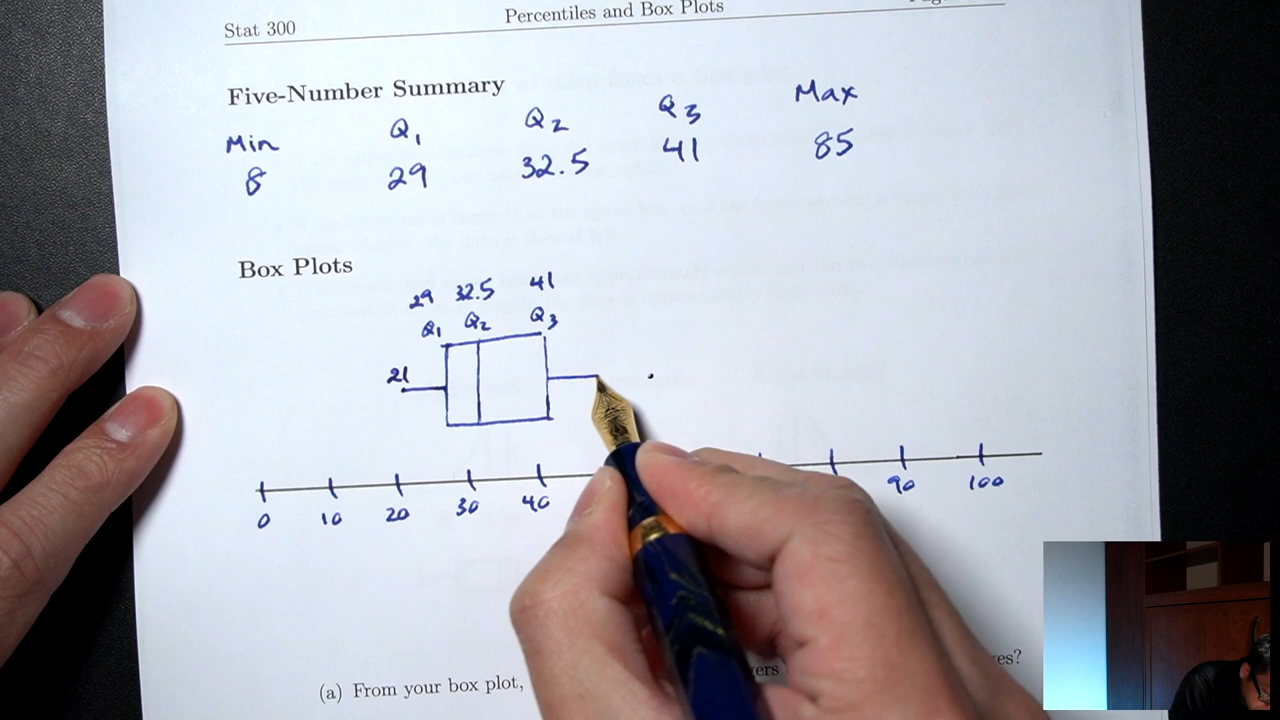 Stat 300 Percentiles and Box Plots
Five-Number Summary
Min Q1 Q2 Q3 Max
8 29 32.5 41 85
Box Plots
29 32.5 41
Q1 Q2 Q3
21
0 10 20 30 40 90 100
(a) From your box plot,